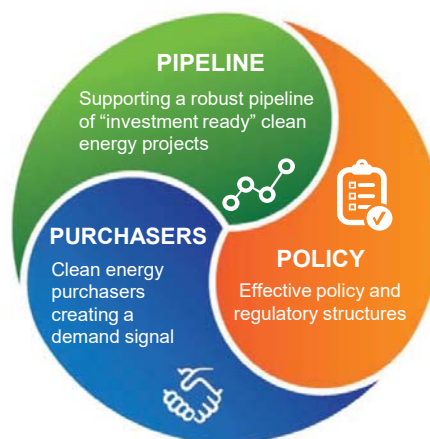 PIPELINE
Supporting a robust pipeline
of “investment ready” clean
energy projects
PURCHASERS
Clean energy
purchasers
creating a
demand signal
POLICY
Effective policy and
regulatory structures